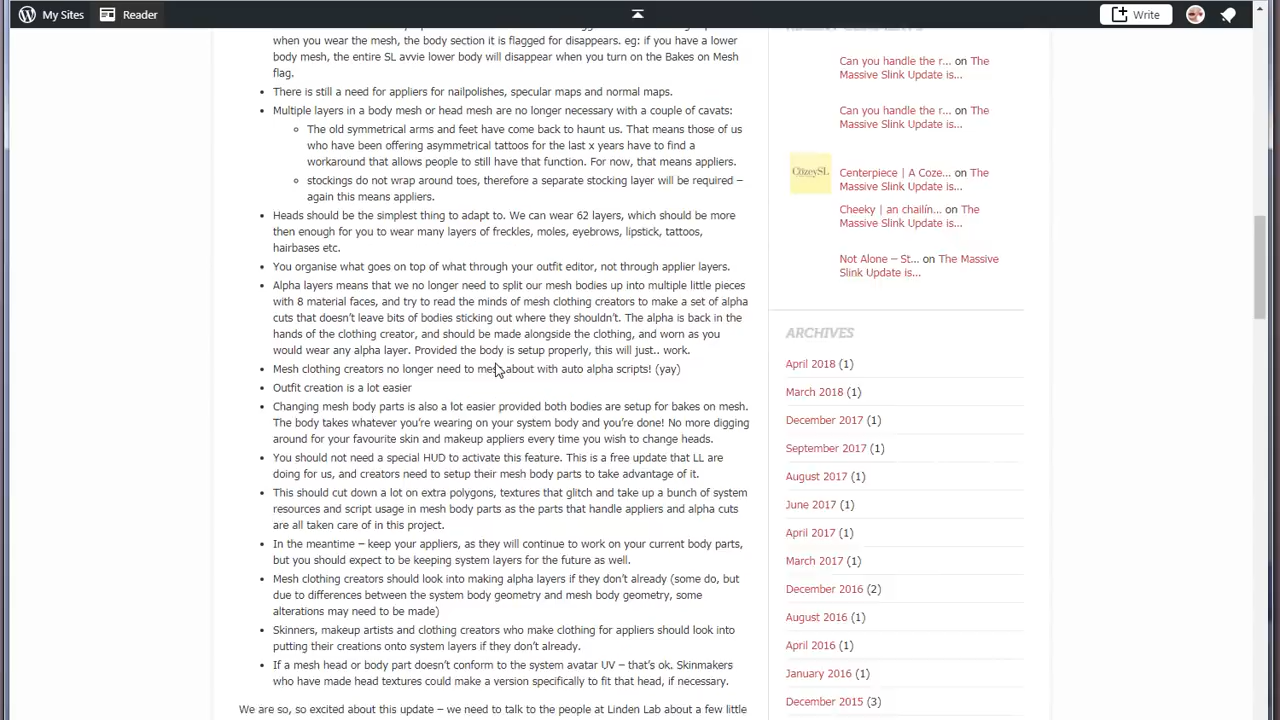 My Sites
Reader
Write
when you wear the mesh, the body section it is flagged for disappears. eg: if you have a lower
body mesh, the entire SL avvie lower body will disappear when you turn on the Bakes on Mesh
flag.
There is still a need for appliers for nailpolishes, specular maps and normal maps.
Multiple layers in a body mesh or head mesh are no longer necessary with a couple of cavats:
The old symmetrical arms and feet have come back to haunt us. That means those of us
who have been offering asymmetrical tattoos for the last x years have to find a
workaround that allows people to still have that function. For now, that means appliers.
stockings do not wrap around toes, therefore a separate stocking layer will be required –
again this means appliers.
Heads should be the simplest thing to adapt to. We can wear 62 layers, which should be more
then enough for you to wear many layers of freckles, moles, eyebrows, lipstick, tattoos,
hairbases etc.
You organise what goes on top of what through your outfit editor, not through applier layers.
Alpha layers means that we no longer need to split our mesh bodies up into multiple little pieces
with 8 material faces, and try to read the minds of mesh clothing creators to make a set of alpha
cuts that doesn't leave bits of bodies sticking out where they shouldn't. The alpha is back in the
hands of the clothing creator, and should be made alongside the clothing, and worn as you
would wear any alpha layer. Provided the body is setup properly, this will just.. work.
Mesh clothing creators no longer need to mess about with auto alpha scripts! (yay)
Outfit creation is a lot easier
Changing mesh body parts is also a lot easier provided both bodies are setup for bakes on mesh.
The body takes whatever you're wearing on your system body and you're done! No more digging
around for your favourite skin and makeup appliers every time you wish to change heads.
You should not need a special HUD to activate this feature. This is a free update that LL are
doing for us, and creators need to setup their mesh body parts to take advantage of it.
This should cut down a lot on extra polygons, textures that glitch and take up a bunch of system
resources and script usage in mesh body parts as the parts that handle appliers and alpha cuts
are all taken care of in this project.
In the meantime – keep your appliers, as they will continue to work on your current body parts,
but you should expect to be keeping system layers for the future as well.
Mesh clothing creators should look into making alpha layers if they don't already (some do, but
due to differences between the system body geometry and mesh body geometry, some
alterations may need to be made)
Skinners, makeup artists and clothing creators who make clothing for appliers should look into
putting their creations onto system layers if they don't already.
If a mesh head or body part doesn't conform to the system avatar UV – that's ok. Skinmakers
who have made head textures could make a version specifically to fit that head, if necessary.
We are so, so excited about this update – we need to talk to the people at Linden Lab about a few little
Can you handle the r... on The
Massive Slink Update is...
Can you handle the r... on The
Massive Slink Update is...
CozeySL
Centerpiece | A Coze... on The
Massive Slink Update is...
Cheeky | an chailín... on The
Massive Slink Update is...
Not Alone – St... on The Massive
Slink Update is...
ARCHIVES
April 2018 (1)
March 2018 (1)
December 2017 (1)
September 2017 (1)
August 2017 (1)
June 2017 (1)
April 2017 (1)
March 2017 (1)
December 2016 (2)
August 2016 (1)
April 2016 (1)
January 2016 (1)
December 2015 (3)